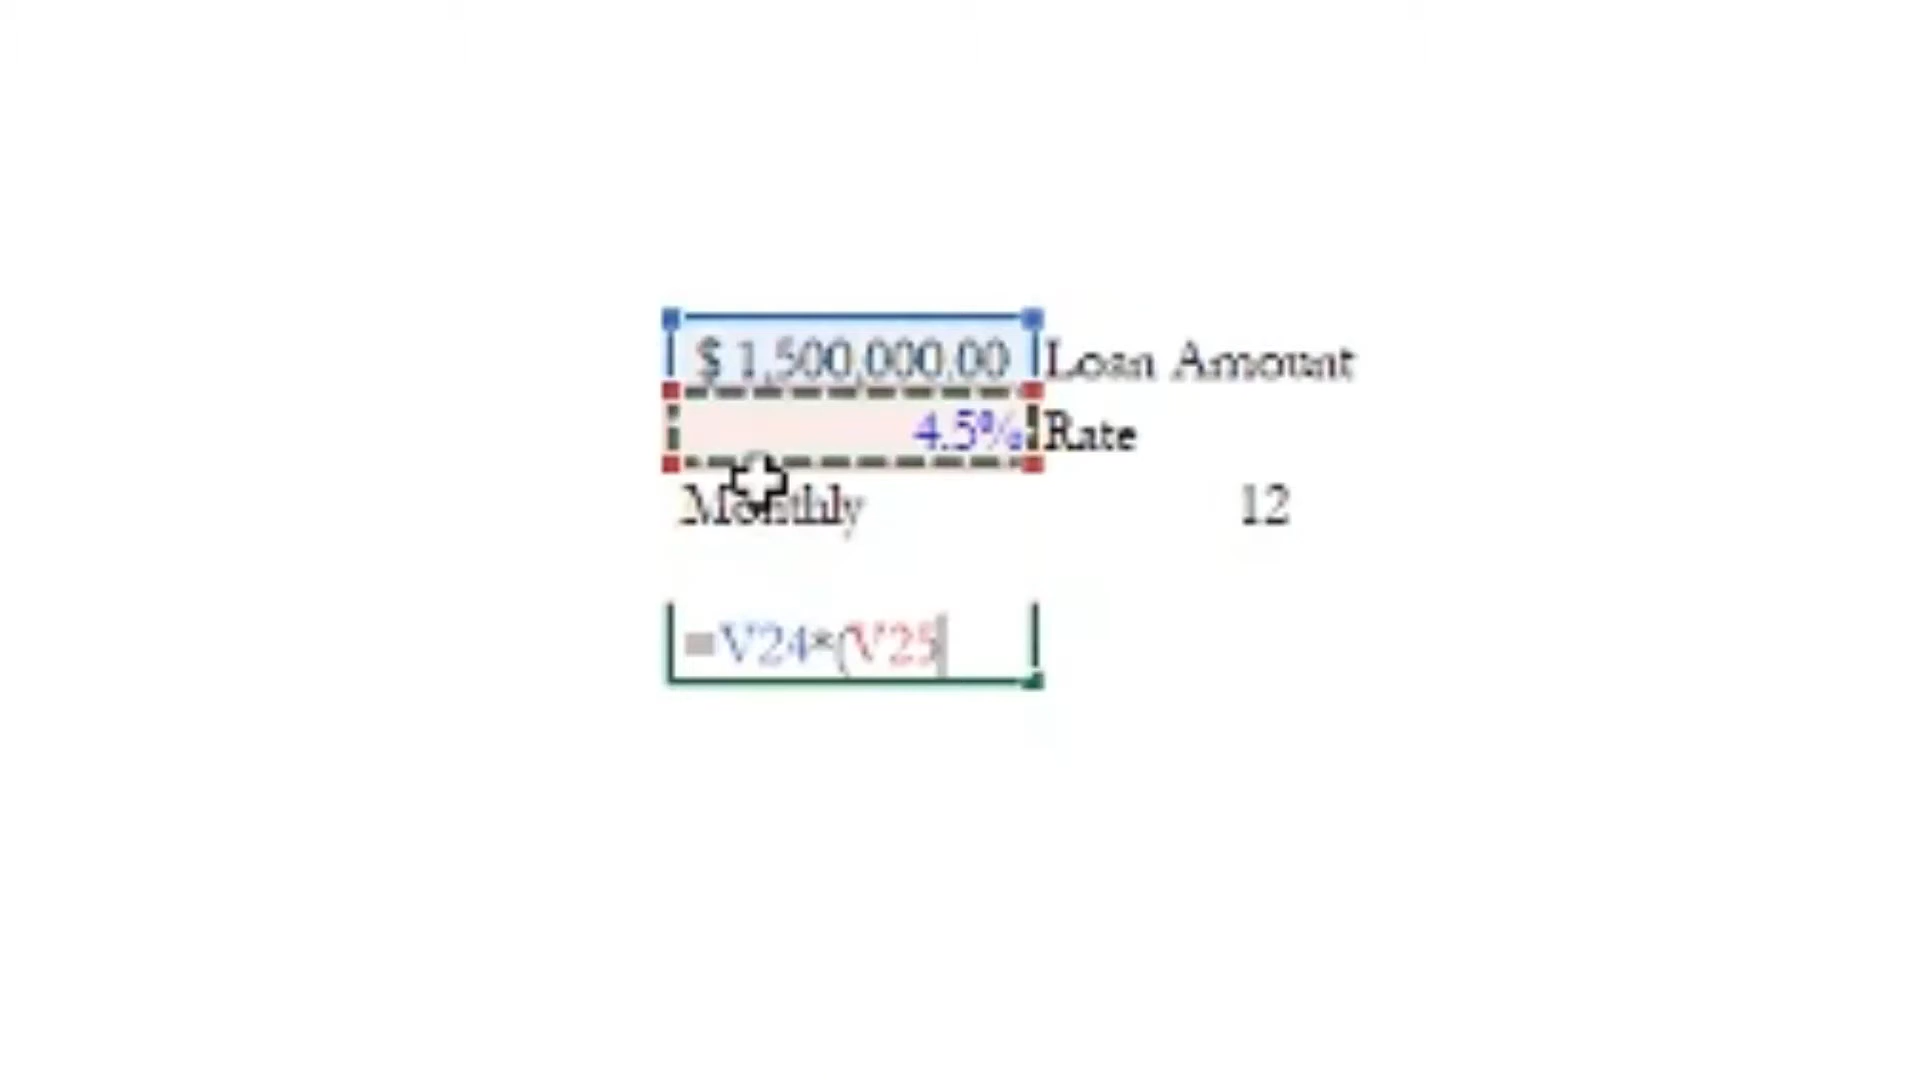 $ 1,500,000.00 Loan Amount
4.5% Rate
Monthly 12
=V24*(V25